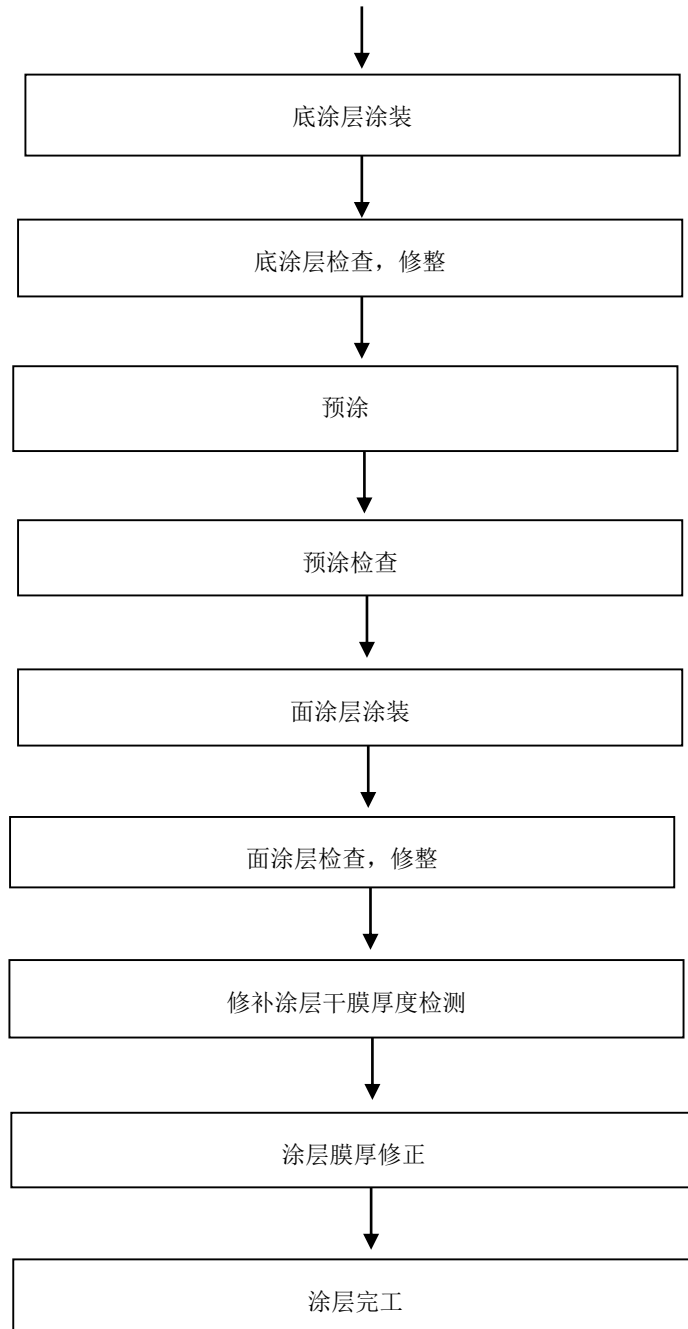 底涂层涂装
底涂层检查，修整
预涂
预涂检查
面涂层涂装
面涂层检查，修整
修补涂层干膜厚度检测
涂层膜厚修正
涂层完工